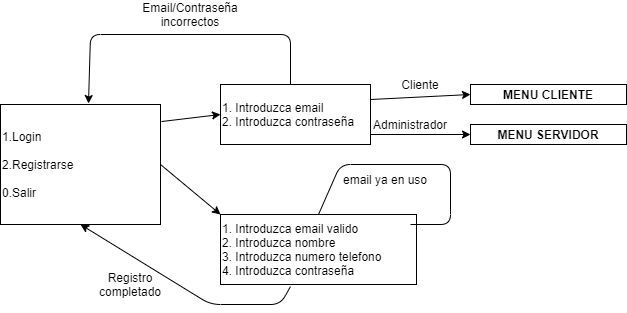 Email/Contraseña
incorrectos
Cliente
MENU CLIENTE
1. Introduzca email
2. Introduzca contraseña
Administrador
MENU SERVIDOR
1.Login
2.Registrarse
0.Salir
email ya en uso
1. Introduzca email valido
2. Introduzca nombre
3. Introduzca numero telefono
4. Introduzca contraseña
Registro
completado